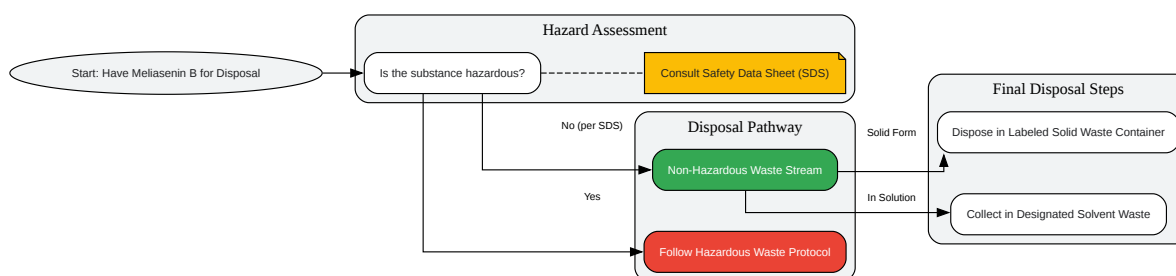 Hazard Assessment
Start: Have Meliasenin B for Disposal
Is the substance hazardous?
Consult Safety Data Sheet (SDS)
Final Disposal Steps
No (per SDS)
Disposal Pathway
Solid Form
Dispose in Labeled Solid Waste Container
Non-Hazardous Waste Stream
Yes
In Solution
Collect in Designated Solvent Waste
Follow Hazardous Waste Protocol